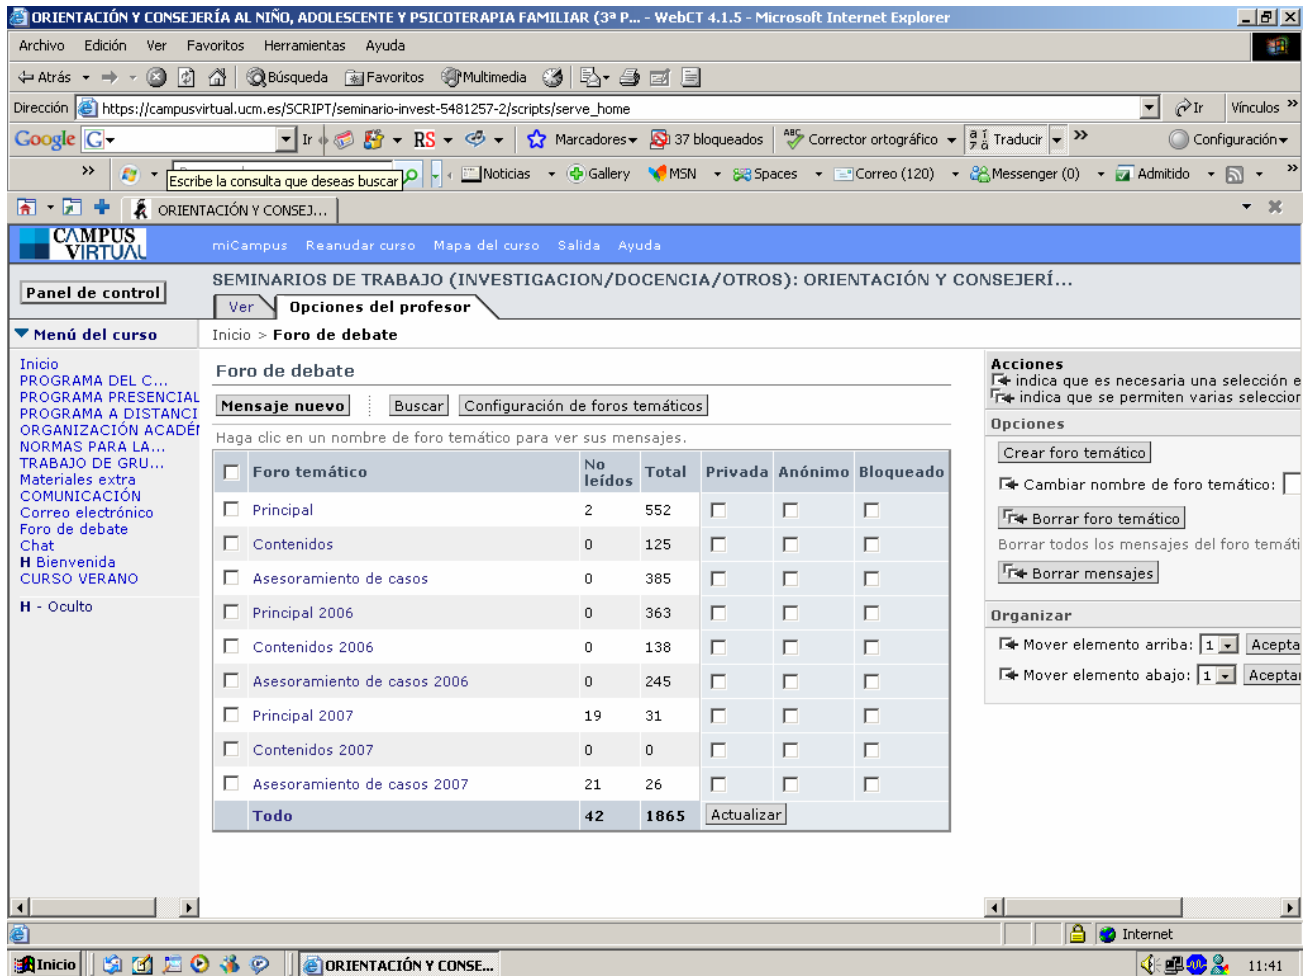 ORIENTACIÓN Y CONSEJERÍA AL NIÑO, ADOLESCENTE Y PSICOTERAPIA FAMILIAR (3ª P... - WebCT 4.1.5 - Microsoft Internet Explorer
Archivo Edición Ver Favoritos Herramientas Ayuda
Atrás Búsqueda Favoritos Multimedia
Dirección https://campusvirtual.ucm.es/SCRIPT/seminario-invest-5481257-2/scripts/serve_home Ir Vínculos »
Google G Ir RS Marcadores 37 bloqueados ABC Corrector ortográfico Traducir » Configuración
» Escribe la consulta que deseas buscar Noticias Gallery MSN Spaces Correo (120) Messenger (0) Admitido »
ORIENTACIÓN Y CONSEJ...
CAMPUS VIRTUAL miCampus Reanudar curso Mapa del curso Salida Ayuda
Panel de control
SEMINARIOS DE TRABAJO (INVESTIGACION/DOCENCIA/OTROS): ORIENTACIÓN Y CONSEJERÍ...
Ver Opciones del profesor
Menú del curso
Inicio > Foro de debate
Inicio
PROGRAMA DEL C...
PROGRAMA PRESENCIAL
PROGRAMA A DISTANCI
ORGANIZACIÓN ACADÉ
NORMAS PARA LA...
TRABAJO DE GRU...
Materiales extra
COMUNICACIÓN
Correo electrónico
Foro de debate
Chat
H Bienvenida
CURSO VERANO
H - Oculto
Foro de debate
Mensaje nuevo Buscar Configuración de foros temáticos
Haga clic en un nombre de foro temático para ver sus mensajes.
Foro temático No leídos Total Privada Anónimo Bloqueado
Principal 2 552
Contenidos 0 125
Asesoramiento de casos 0 385
Principal 2006 0 363
Contenidos 2006 0 138
Asesoramiento de casos 2006 0 245
Principal 2007 19 31
Contenidos 2007 0 0
Asesoramiento de casos 2007 21 26
Todo 42 1865 Actualizar
Acciones
indica que es necesaria una selección e
indica que se permiten varias seleccior
Opciones
Crear foro temático
Cambiar nombre de foro temático:
Borrar foro temático
Borrar todos los mensajes del foro temáti
Borrar mensajes
Organizar
Mover elemento arriba: 1 Acepta
Mover elemento abajo: 1 Aceptar
Internet
Inicio ORIENTACIÓN Y CONSE... 11:41